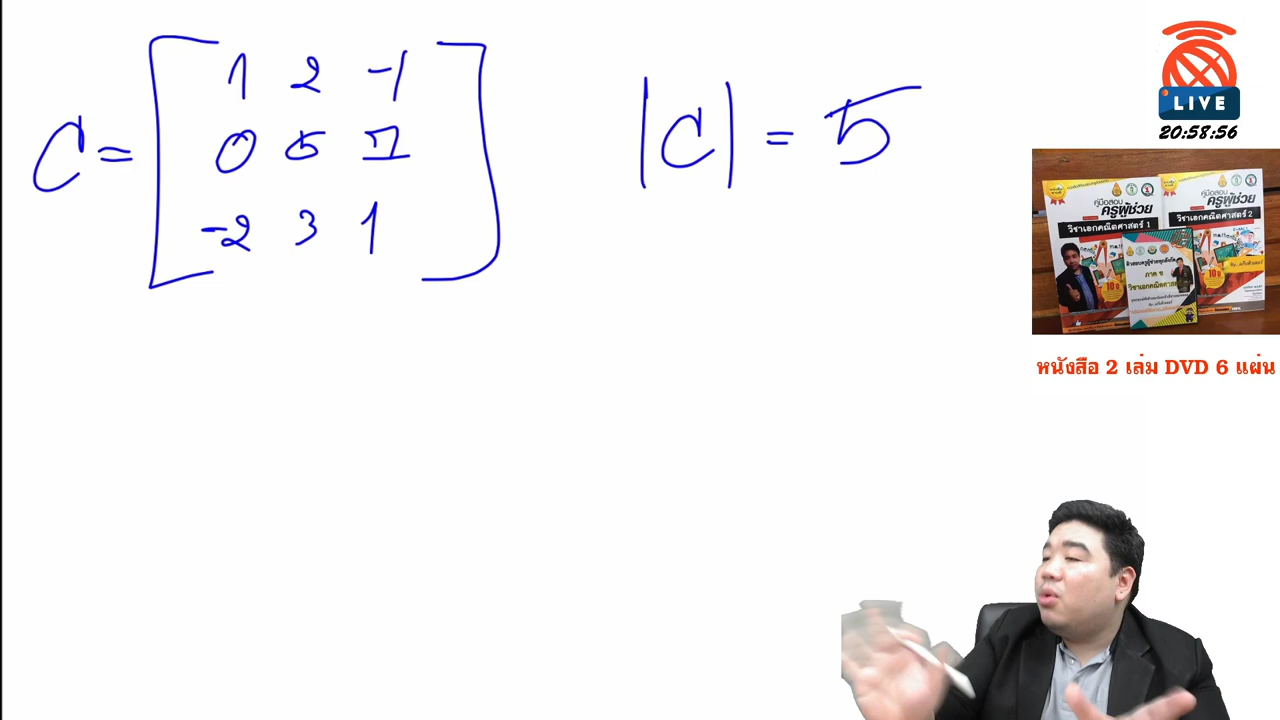 C = [ 1 2 -1
0 5 π
-2 3 1 ]
|C| = 5
LIVE
20:58:56
คู่มือสอบ
ครูผู้ช่วย
วิชาเอกคณิตศาสตร์ 1
คู่มือสอบ
ครูผู้ช่วย
วิชาเอกคณิตศาสตร์ 2
ภาค ข
หนังสือ 2 เล่ม DVD 6 แผ่น